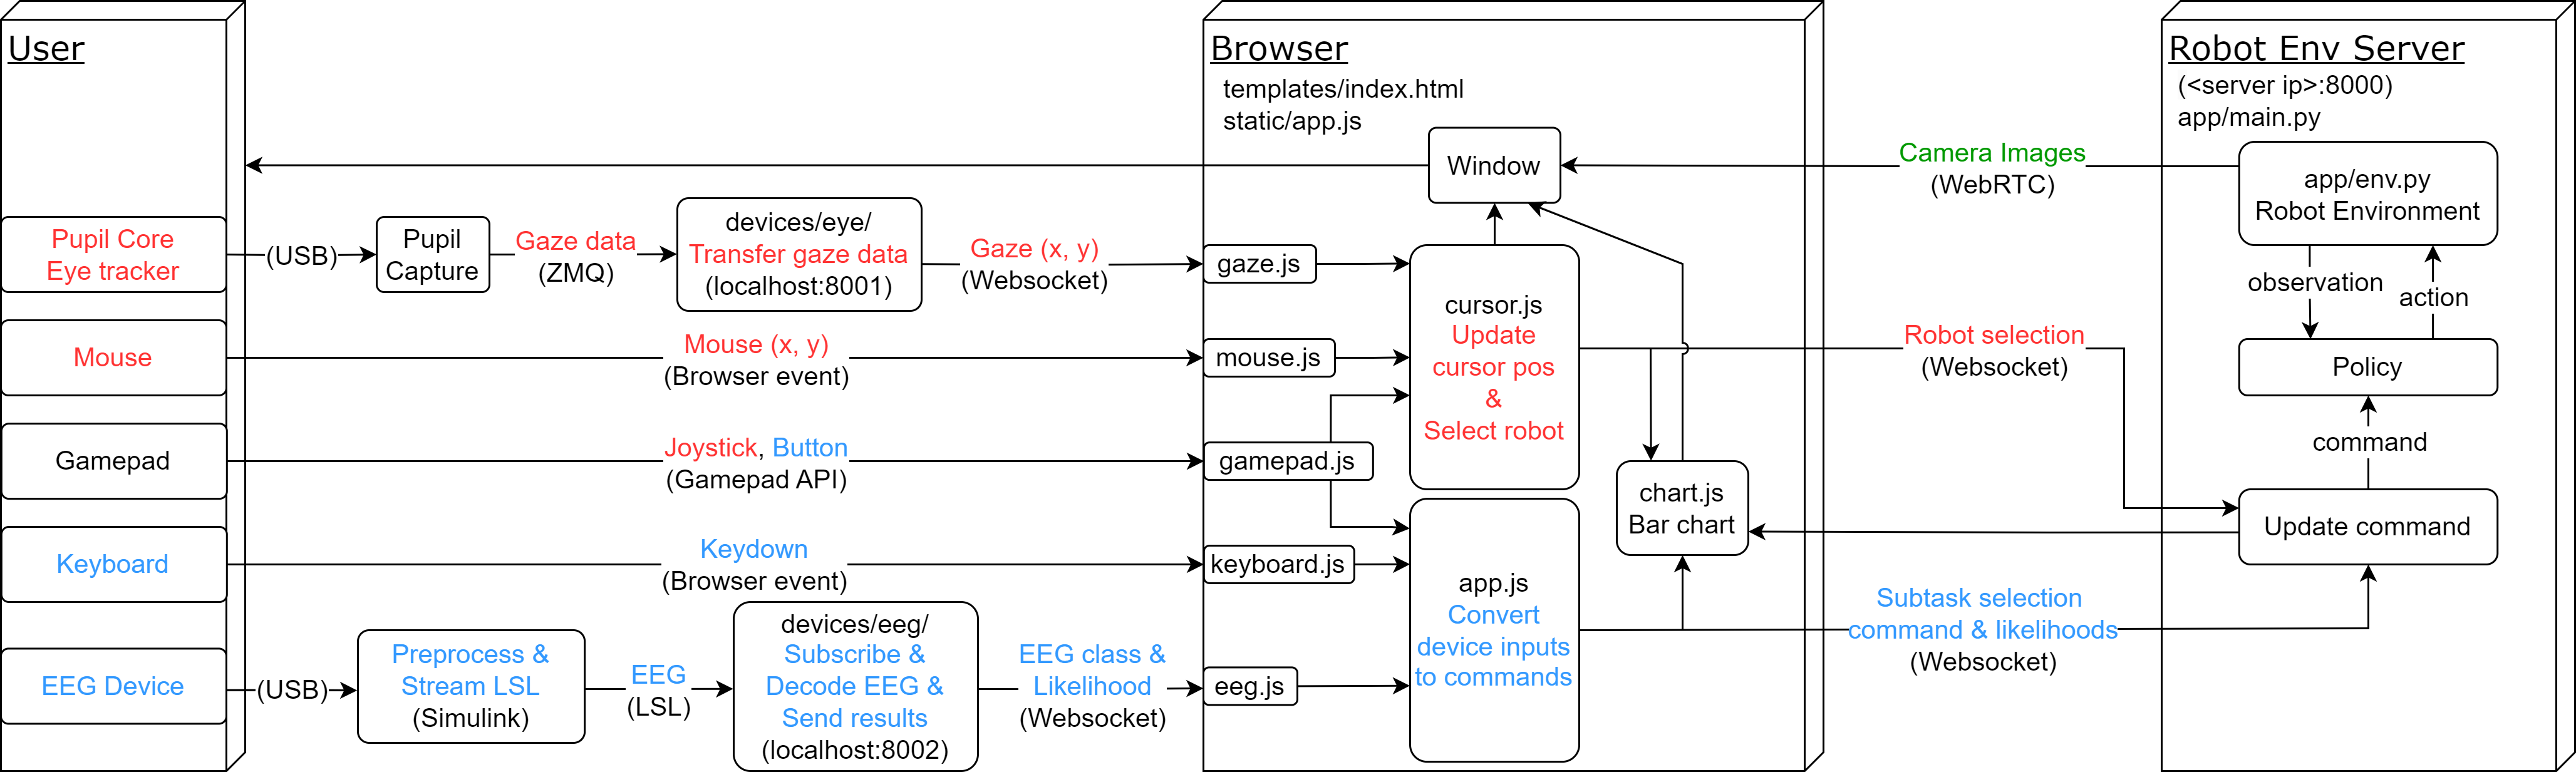 User
Pupil Core
Eye tracker
Mouse
Gamepad
Keyboard
EEG Device
(USB)
Pupil
Capture
Gaze data
(ZMQ)
devices/eye/
Transfer gaze data
(localhost:8001)
Gaze (x, y)
(Websocket)
Mouse (x, y)
(Browser event)
Joystick, Button
(Gamepad API)
Keydown
(Browser event)
(USB)
Preprocess &
Stream LSL
(Simulink)
EEG
(LSL)
devices/eeg/
Subscribe &
Decode EEG &
Send results
(localhost:8002)
EEG class &
Likelihood
(Websocket)
Browser
templates/index.html
static/app.js
Window
gaze.js
mouse.js
gamepad.js
keyboard.js
eeg.js
cursor.js
Update
cursor pos
&
Select robot
app.js
Convert
device inputs
to commands
chart.js
Bar chart
Camera Images
(WebRTC)
Robot selection
(Websocket)
Subtask selection
command & likelihoods
(Websocket)
Robot Env Server
(<server ip>:8000)
app/main.py
app/env.py
Robot Environment
observation
action
Policy
command
Update command